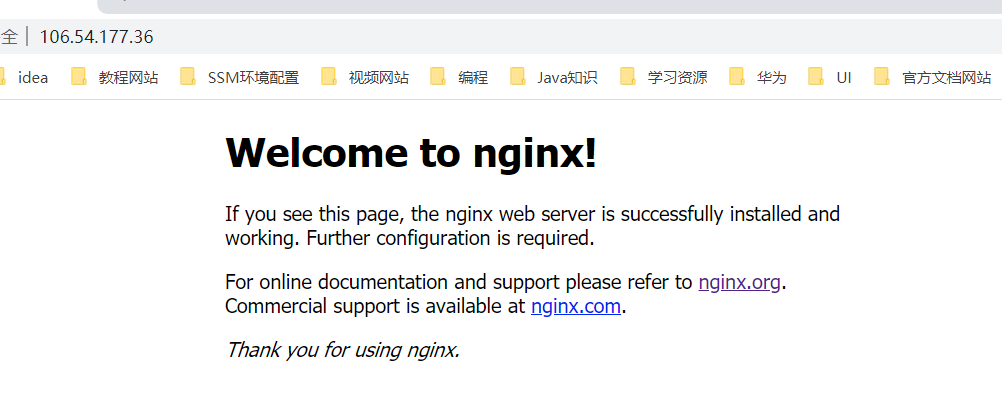 全 | 106.54.177.36
idea 教程网站 SSM环境配置 视频网站 编程 Java知识 学习资源 华为 UI 官方文档网站
Welcome to nginx!
If you see this page, the nginx web server is successfully installed and
working. Further configuration is required.
For online documentation and support please refer to nginx.org.
Commercial support is available at nginx.com.
Thank you for using nginx.